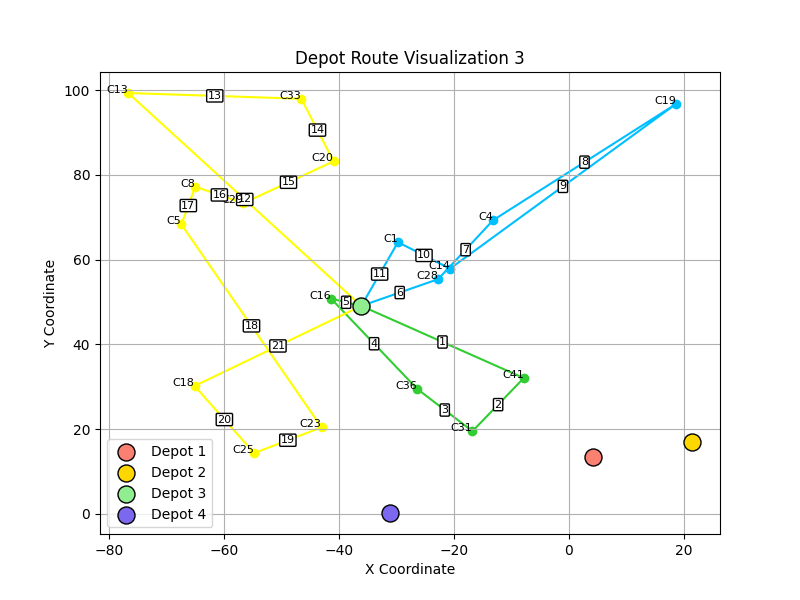 Depot Route Visualization 3
Y Coordinate
100
80
60
40
20
0
−80
−60
−40
−20
0
20
X Coordinate
C13
13
C33
14
C20
15
C8
16
12
17
C5
C19
8
9
C4
7
C1
10
C14
C28
11
6
C16
5
4
1
18
21
C18
C36
C41
3
2
C31
20
C23
19
C25
Depot 1
Depot 2
Depot 3
Depot 4